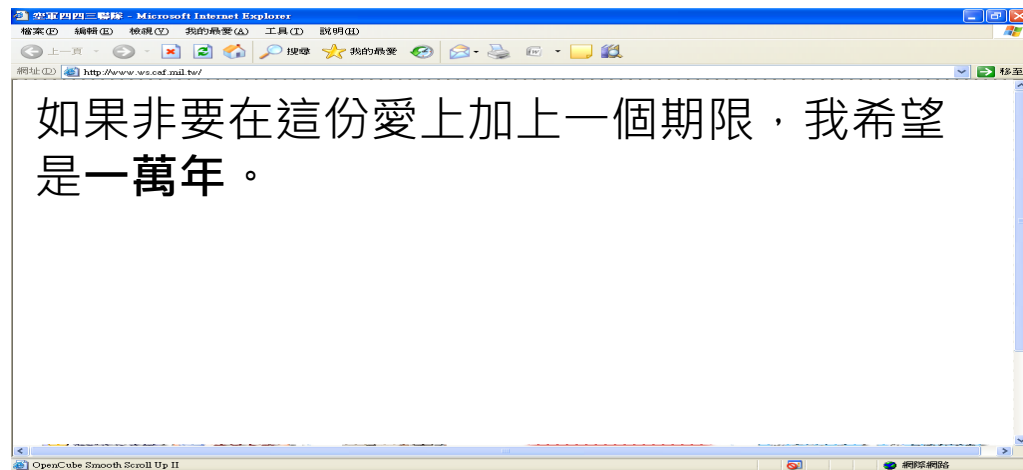 空軍四四三聯隊 - Microsoft Internet Explorer
檔案(F) 編輯(E) 檢視(V) 我的最愛(A) 工具(T) 說明(H)
上一頁 搜尋 我的最愛
網址(D) http://www.ws.caf.mil.tw/ 移至
如果非要在這份愛上加上一個期限，我希望
是一萬年。
OpenCube Smooth Scroll Up II 網際網路